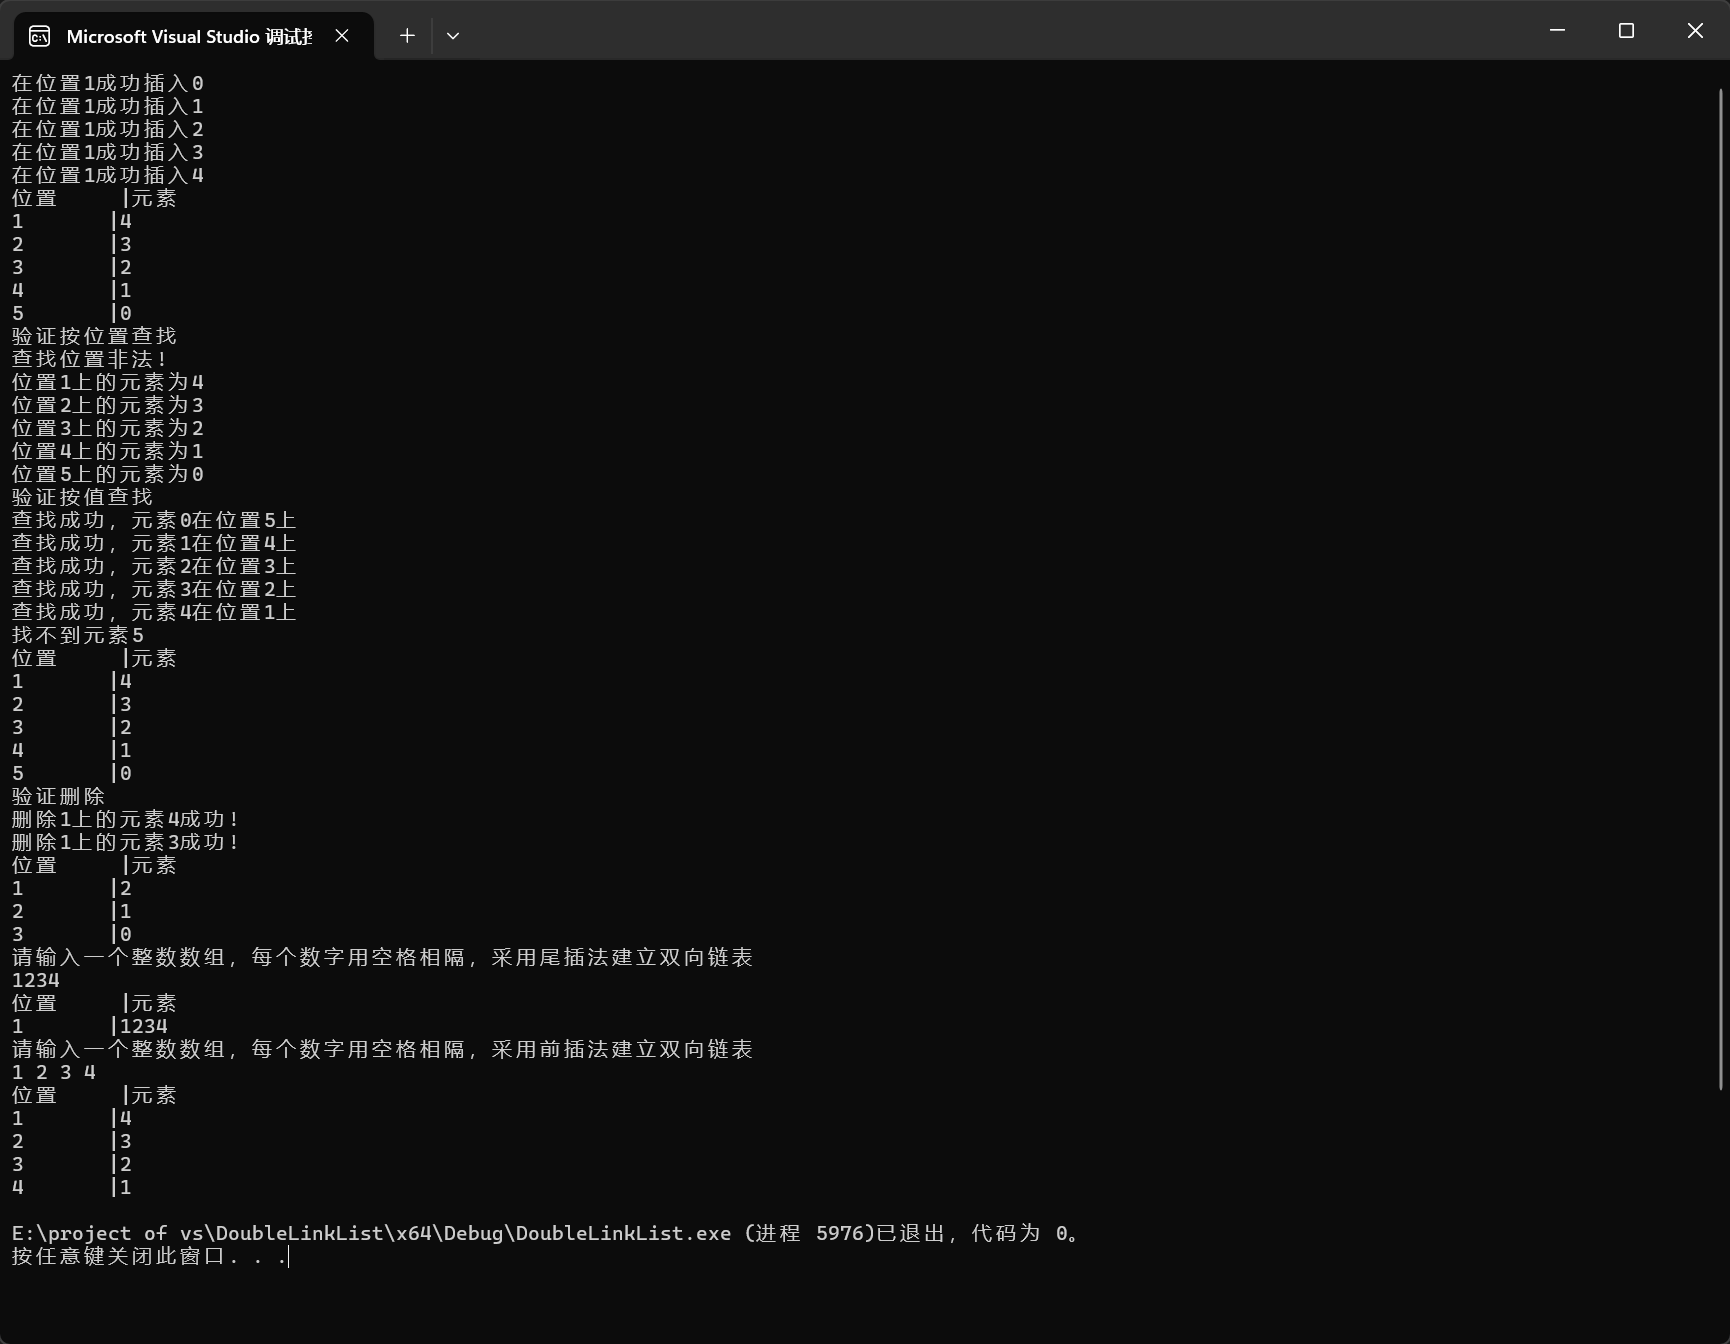 Microsoft Visual Studio 调试
在位置1成功插入0
在位置1成功插入1
在位置1成功插入2
在位置1成功插入3
在位置1成功插入4
位置     |元素
1       |4
2       |3
3       |2
4       |1
5       |0
验证按位置查找
查找位置非法!
位置1上的元素为4
位置2上的元素为3
位置3上的元素为2
位置4上的元素为1
位置5上的元素为0
验证按值查找
查找成功, 元素0在位置5上
查找成功, 元素1在位置4上
查找成功, 元素2在位置3上
查找成功, 元素3在位置2上
查找成功, 元素4在位置1上
找不到元素5
位置     |元素
1       |4
2       |3
3       |2
4       |1
5       |0
验证删除
删除1上的元素4成功!
删除1上的元素3成功!
位置     |元素
1       |2
2       |1
3       |0
请输入一个整数数组, 每个数字用空格相隔, 采用尾插法建立双向链表
1234
位置     |元素
1       |1234
请输入一个整数数组, 每个数字用空格相隔, 采用前插法建立双向链表
1 2 3 4
位置     |元素
1       |4
2       |3
3       |2
4       |1
E:\project of vs\DoubleLinkList\x64\Debug\DoubleLinkList.exe (进程 5976)已退出, 代码为 0。
按任意键关闭此窗口. . .